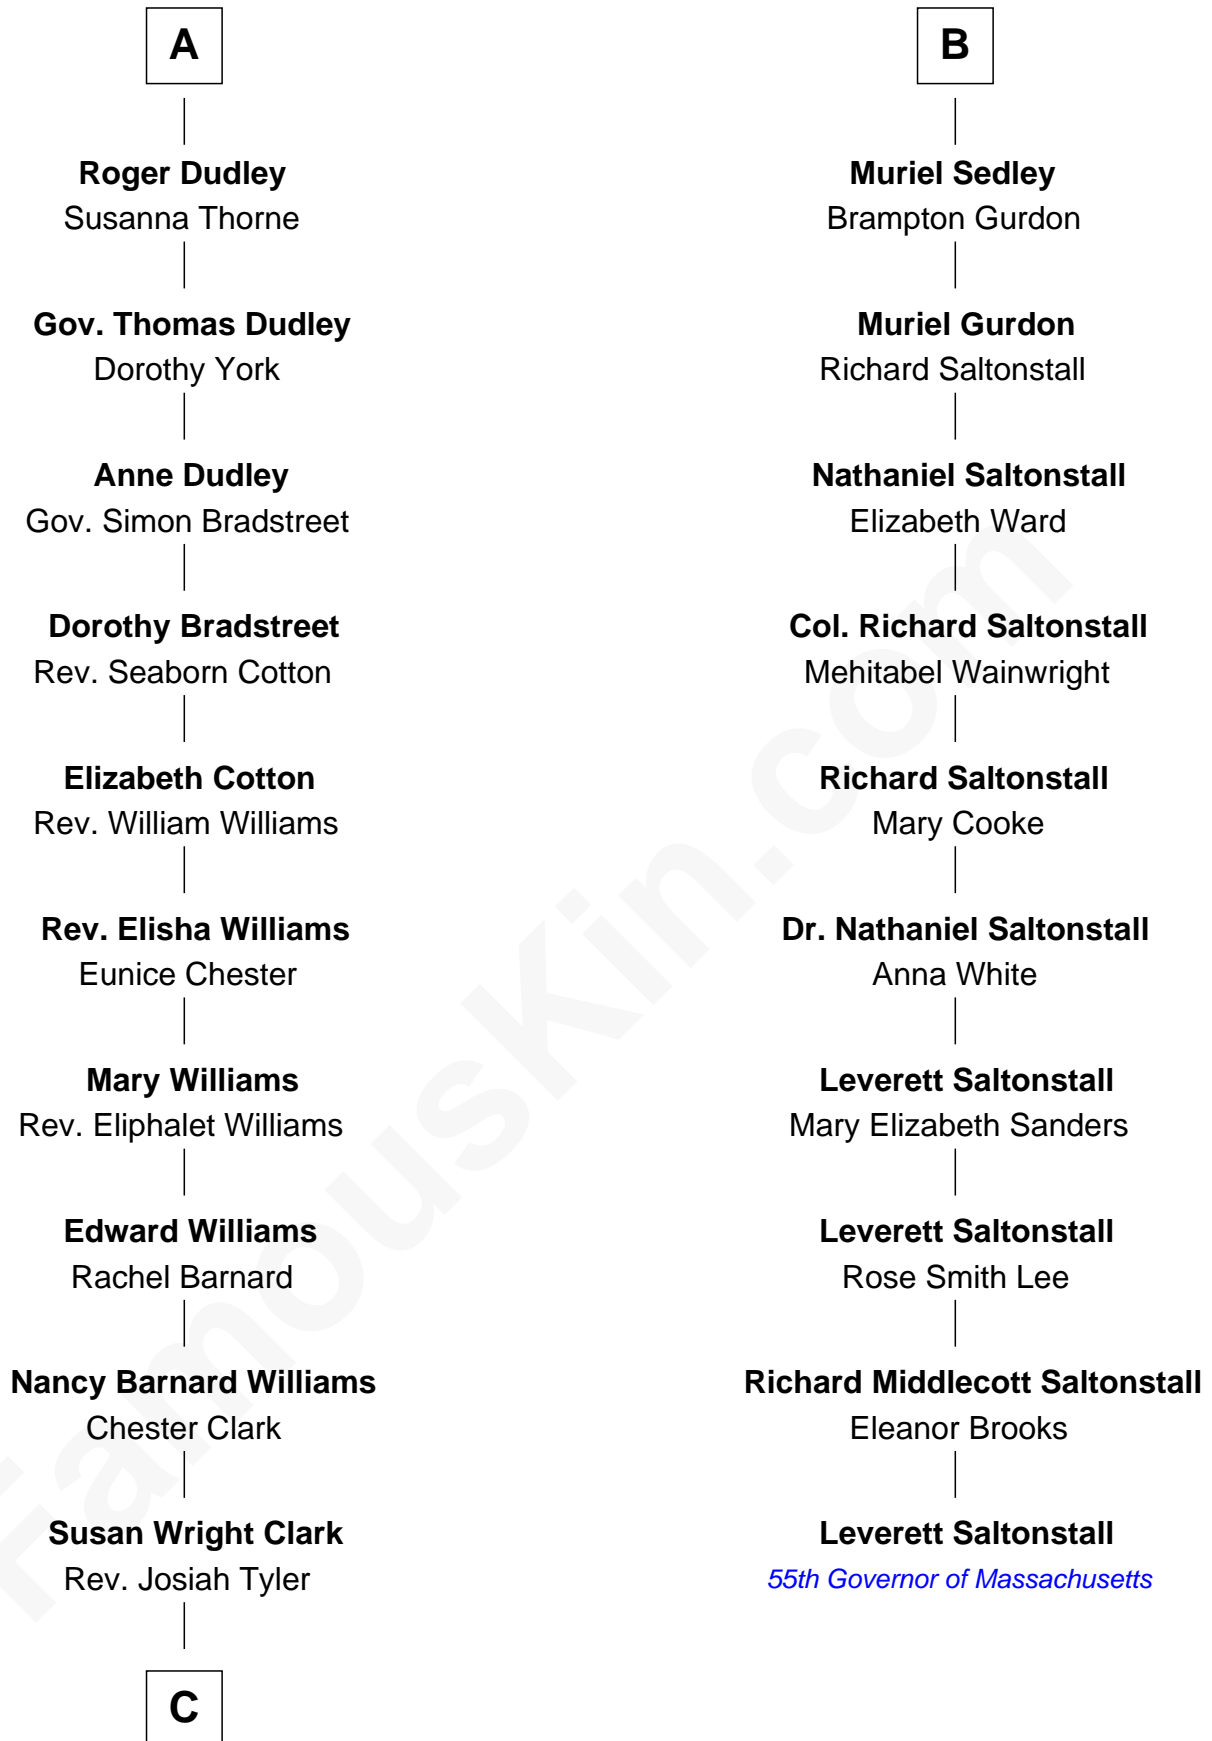 A
Roger Dudley
Susanna Thorne
Gov. Thomas Dudley
Dorothy York
Anne Dudley
Gov. Simon Bradstreet
Dorothy Bradstreet
Rev. Seaborn Cotton
Elizabeth Cotton
Rev. William Williams
Rev. Elisha Williams
Eunice Chester
Mary Williams
Rev. Eliphalet Williams
Edward Williams
Rachel Barnard
Nancy Barnard Williams
Chester Clark
Susan Wright Clark
Rev. Josiah Tyler
C
B
Muriel Sedley
Brampton Gurdon
Muriel Gurdon
Richard Saltonstall
Nathaniel Saltonstall
Elizabeth Ward
Col. Richard Saltonstall
Mehitabel Wainwright
Richard Saltonstall
Mary Cooke
Dr. Nathaniel Saltonstall
Anna White
Leverett Saltonstall
Mary Elizabeth Sanders
Leverett Saltonstall
Rose Smith Lee
Richard Middlecott Saltonstall
Eleanor Brooks
Leverett Saltonstall
55th Governor of Massachusetts
FamousKin.com